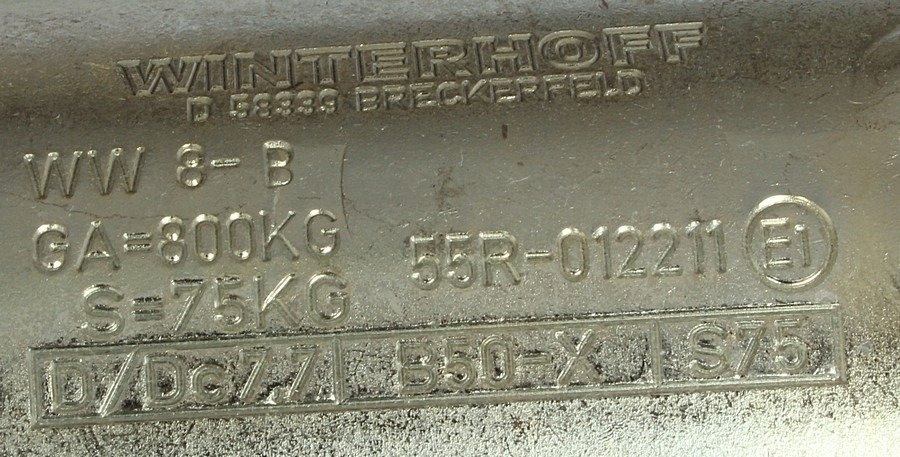 WINTERHOFF
D 58339 BRECKERFELD
WW 8-B
GA=800KG
55R-012211 E1
S=75KG
D/Dc7.7 B50-X S75